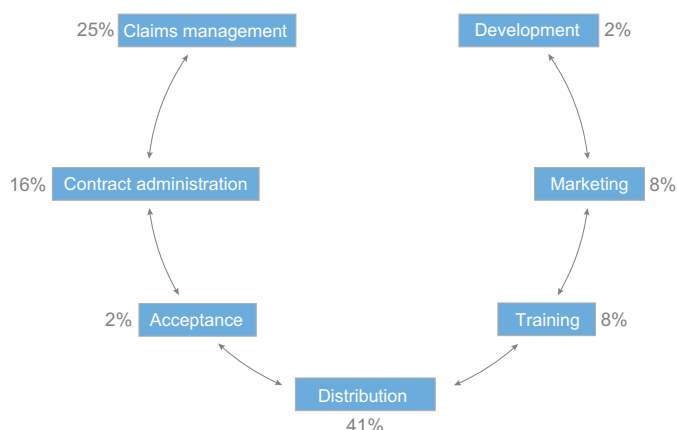 25% Claims management
Development 2%
16% Contract administration
Marketing 8%
2% Acceptance
Training 8%
Distribution
41%